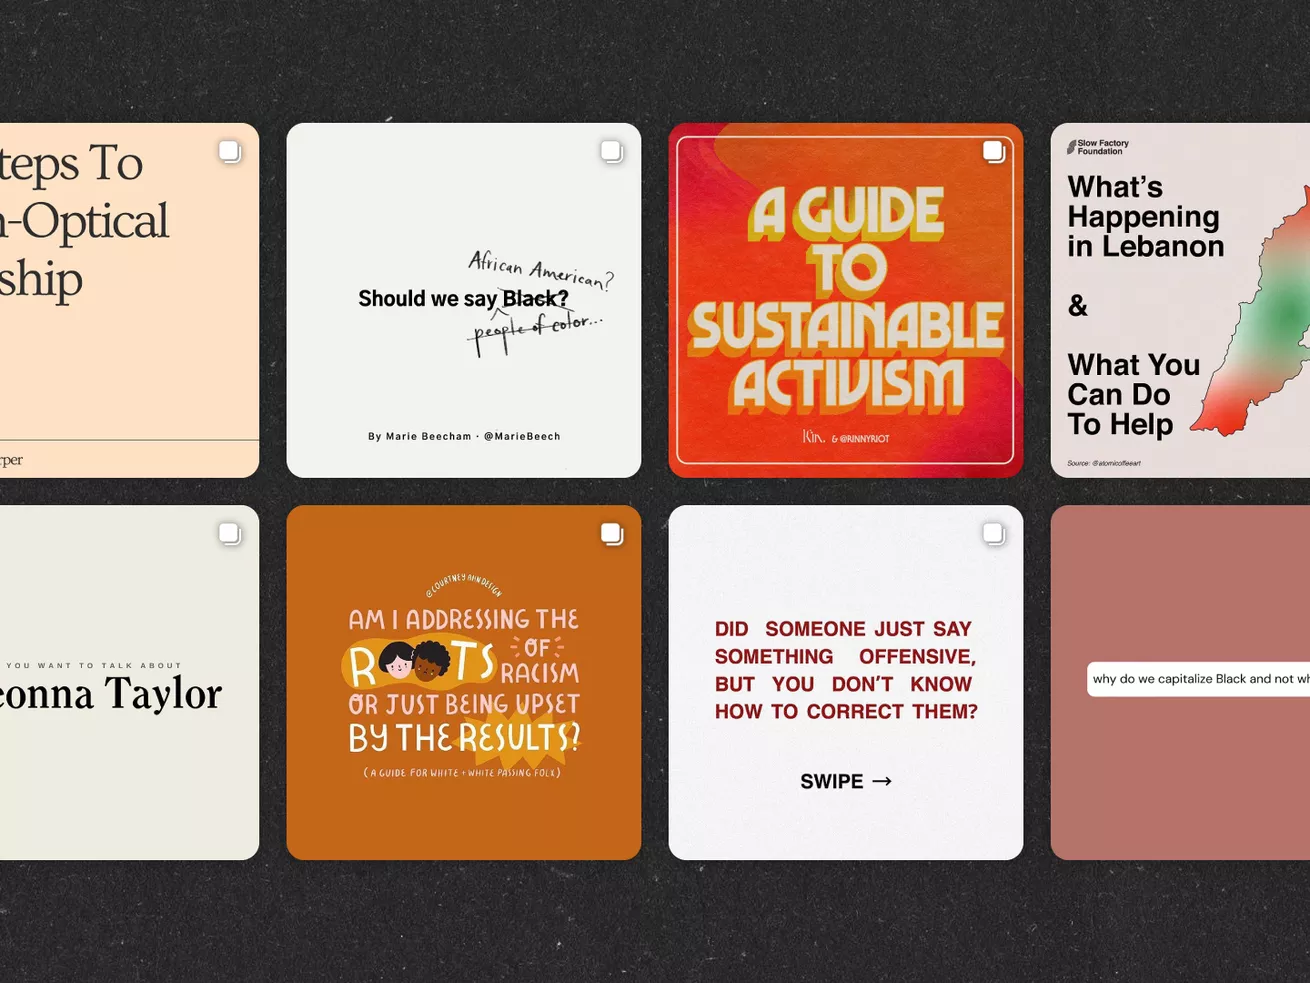 teps To
n-Optical
ship
rper
African American?
Should we say Black?
people of color...
By Marie Beecham · @MarieBeech
A GUIDE
TO
SUSTAINABLE
ACTIVISM
Kin. & @RINNYRIOT
Slow Factory
Foundation
What's
Happening
in Lebanon
&
What You
Can Do
To Help
Source: @atomicoffeeart
YOU WANT TO TALK ABOUT
eonna Taylor
@COURTNEYAHNDESIGN
AM I ADDRESSING THE
ROOTS OF
RACISM
OR JUST BEING UPSET
BY THE RESULTS?
(A GUIDE FOR WHITE + WHITE PASSING FOLX)
DID SOMEONE JUST SAY
SOMETHING OFFENSIVE,
BUT YOU DON'T KNOW
HOW TO CORRECT THEM?
SWIPE →
why do we capitalize Black and not wh